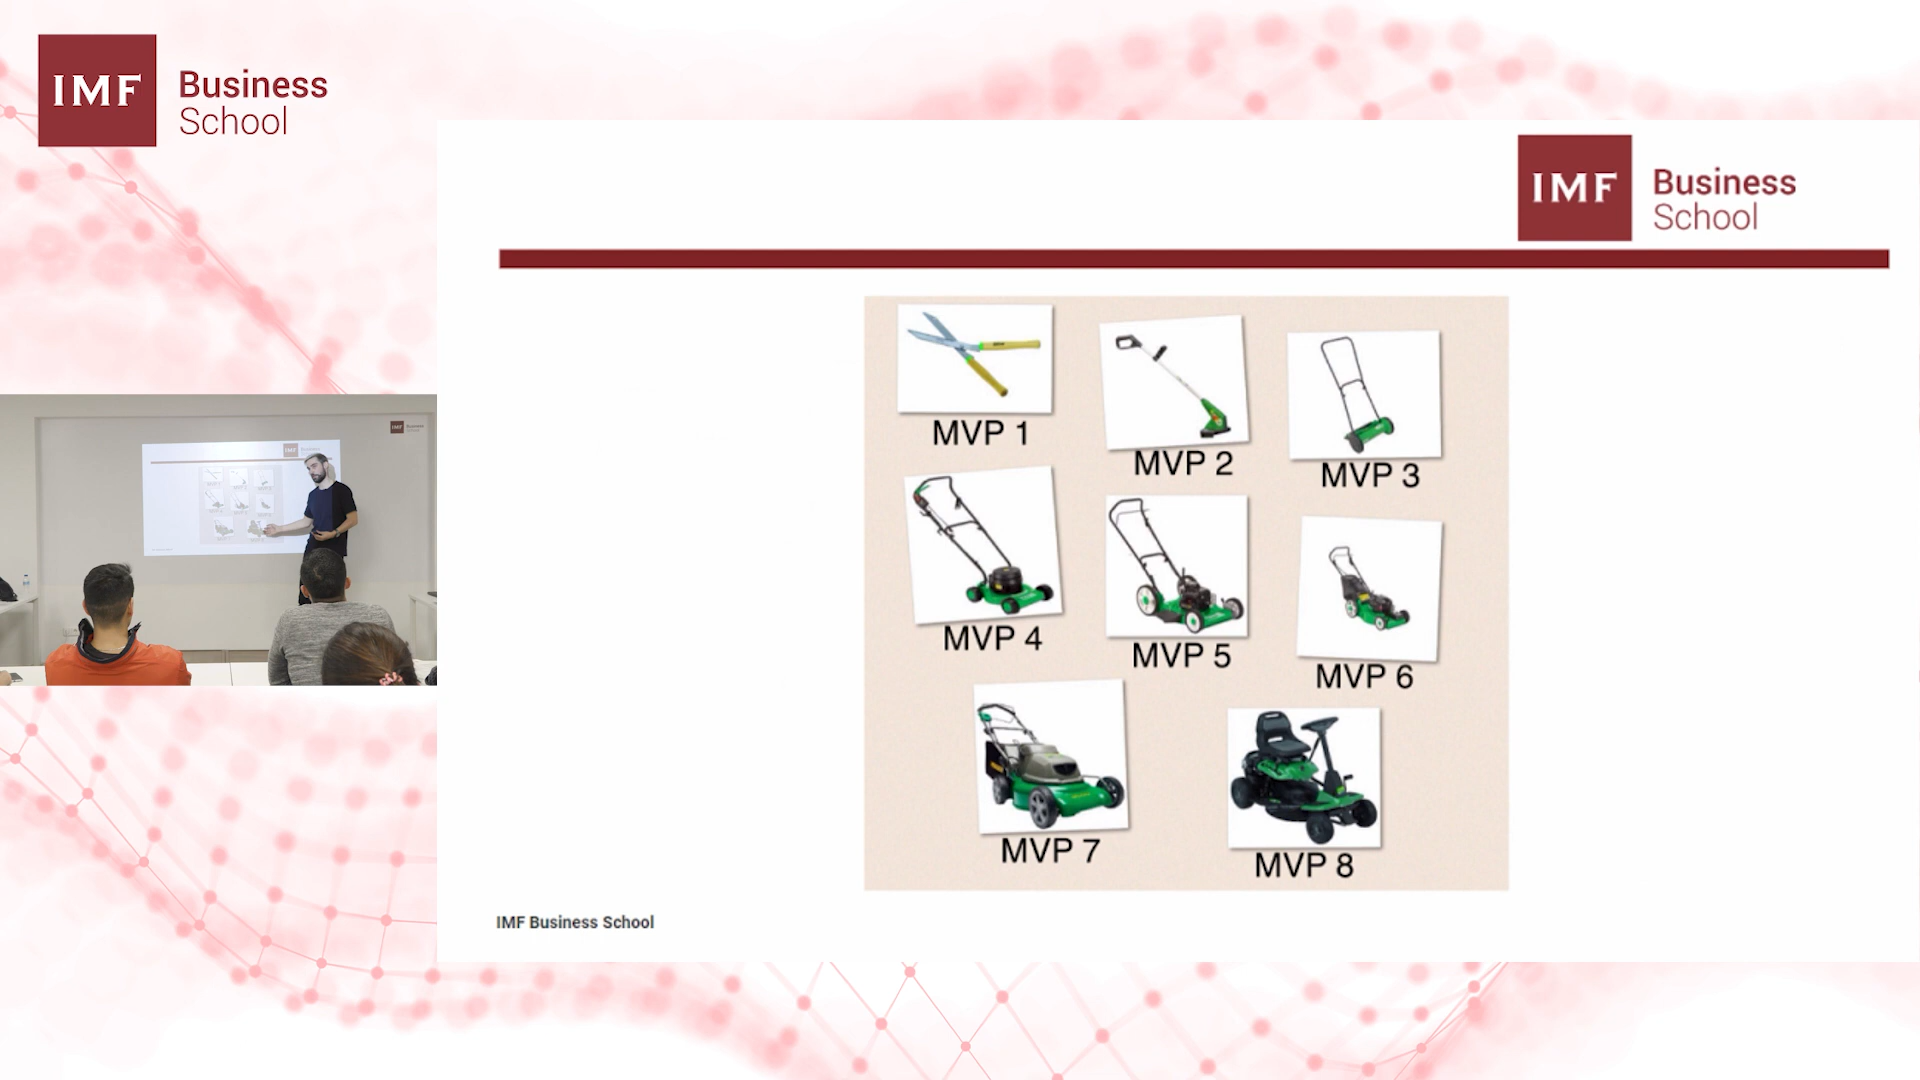 IMF Business
School
IMF Business
School
MVP 1
MVP 2
MVP 3
MVP 4
MVP 5
MVP 6
MVP 7
MVP 8
IMF Business School